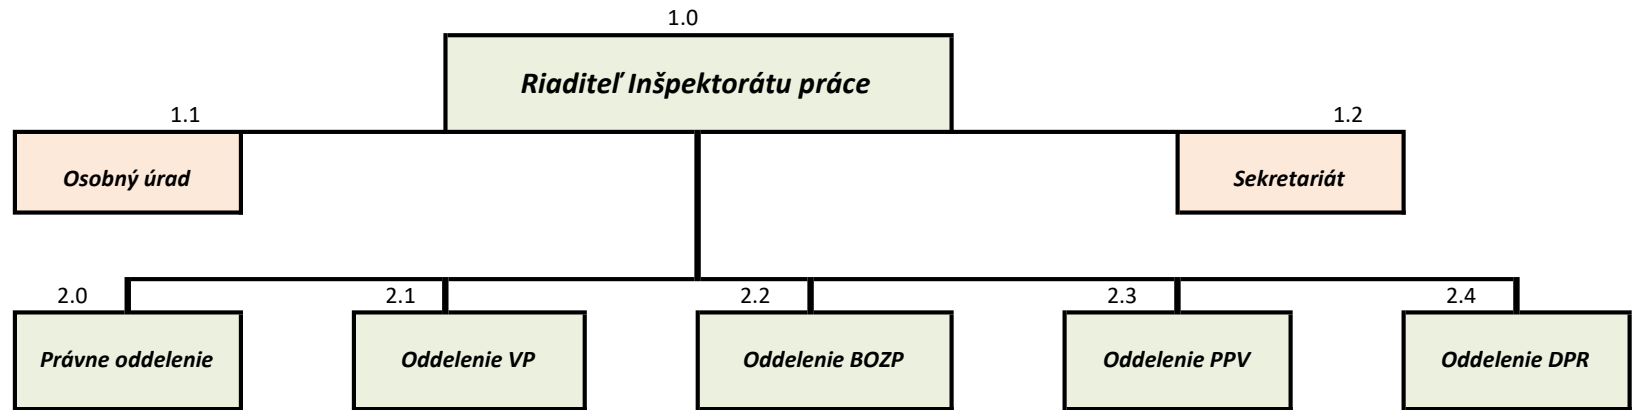 1.0
Riaditeľ Inšpektorátu práce
1.1
1.2
Osobný úrad
Sekretariát
2.0
2.1
2.2
2.3
2.4
Právne oddelenie
Oddelenie VP
Oddelenie BOZP
Oddelenie PPV
Oddelenie DPR